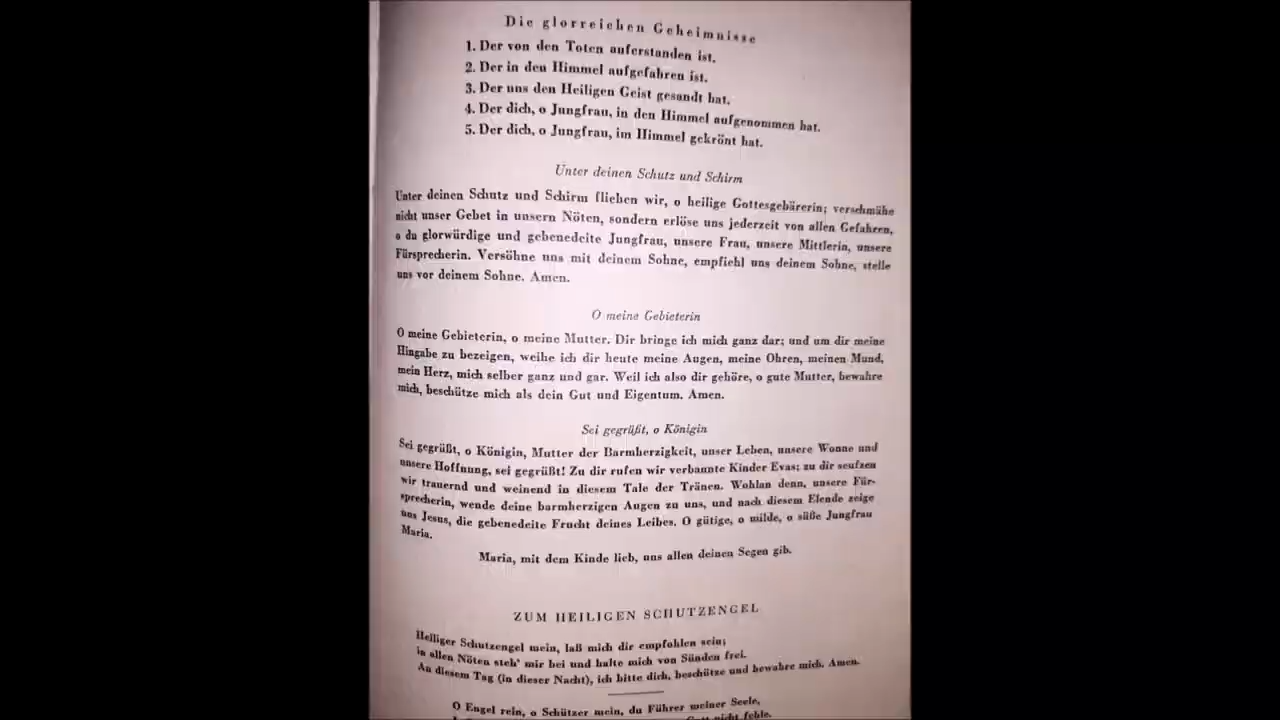 Die glorreichen Geheimnisse
1. Der von den Toten auferstanden ist.
2. Der in den Himmel aufgefahren ist.
3. Der uns den Heiligen Geist gesandt hat.
4. Der dich, o Jungfrau, in den Himmel aufgenommen hat.
5. Der dich, o Jungfrau, im Himmel gekrönt hat.
Unter deinen Schutz und Schirm
Unter deinen Schutz und Schirm fliehen wir, o heilige Gottesgebärerin; verschmähe
nicht unser Gebet in unsern Nöten, sondern erlöse uns jederzeit von allen Gefahren,
o du glorwürdige und gebenedeite Jungfrau, unsere Frau, unsere Mittlerin, unsere
Fürsprecherin. Versöhne uns mit deinem Sohne, empfiehl uns deinem Sohne, stelle
uns vor deinem Sohne. Amen.
O meine Gebieterin
O meine Gebieterin, o meine Mutter. Dir bringe ich mich ganz dar; und um dir meine
Hingabe zu bezeigen, weihe ich dir heute meine Augen, meine Ohren, meinen Mund,
mein Herz, mich selber ganz und gar. Weil ich also dir gehöre, o gute Mutter, bewahre
mich, beschütze mich als dein Gut und Eigentum. Amen.
Sei gegrüßt, o Königin
Sei gegrüßt, o Königin, Mutter der Barmherzigkeit, unser Leben, unsere Wonne und
unsere Hoffnung, sei gegrüßt! Zu dir rufen wir verbannte Kinder Evas; zu dir seufzen
wir trauernd und weinend in diesem Tale der Tränen. Wohlan denn, unsere Für-
sprecherin, wende deine barmherzigen Augen zu uns, und nach diesem Elende zeige
uns Jesus, die gebenedeite Frucht deines Leibes. O gütige, o milde, o süße Jungfrau
Maria.
Maria, mit dem Kinde lieb, uns allen deinen Segen gib.
ZUM HEILIGEN SCHUTZENGEL
Heiliger Schutzengel mein, laß mich dir empfohlen sein;
in allen Nöten steh' mir bei und halte mich von Sünden frei.
An diesem Tag (in dieser Nacht), ich bitte dich, beschütze und bewahre mich. Amen.
O Engel rein, o Schützer mein, du Führer meiner Seele,
Gott nicht fehle.